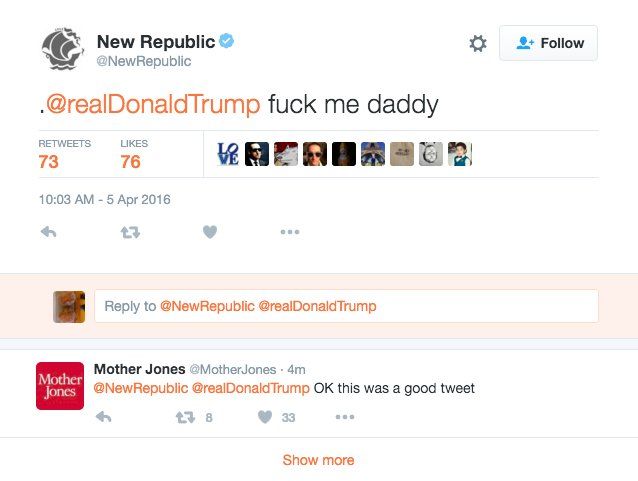 New Republic
@NewRepublic
Follow
.@realDonaldTrump fuck me daddy
RETWEETS LIKES
73 76
LOVE
10:03 AM - 5 Apr 2016
Reply to @NewRepublic @realDonaldTrump
Mother Jones @MotherJones · 4m
Mother Jones
@NewRepublic @realDonaldTrump OK this was a good tweet
8 33
Show more